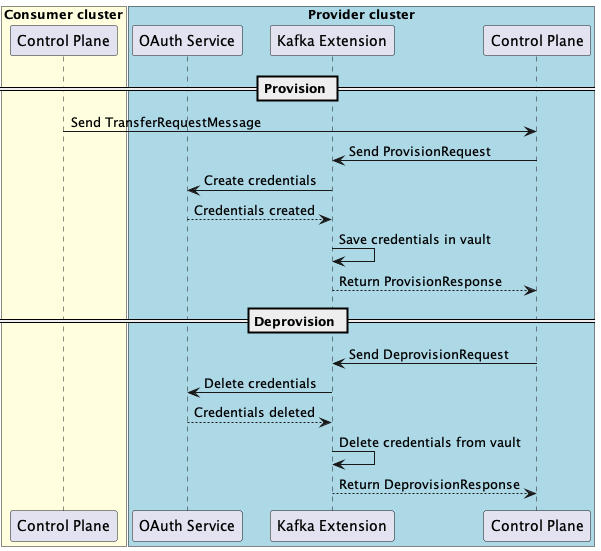 Consumer cluster
Provider cluster
Control Plane
OAuth Service
Kafka Extension
Control Plane
Provision
Send TransferRequestMessage
Send ProvisionRequest
Create credentials
Credentials created
Save credentials in vault
Return ProvisionResponse
Deprovision
Send DeprovisionRequest
Delete credentials
Credentials deleted
Delete credentials from vault
Return DeprovisionResponse
Control Plane
OAuth Service
Kafka Extension
Control Plane